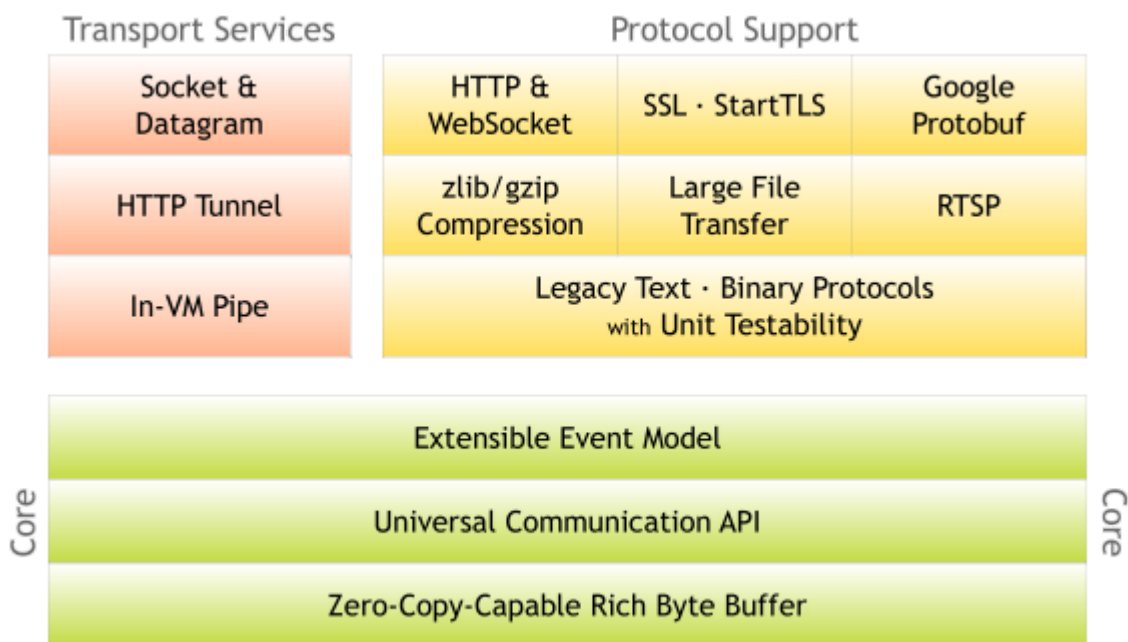 Transport Services
Protocol Support
Socket &
Datagram
HTTP &
WebSocket
SSL · StartTLS
Google
Protobuf
HTTP Tunnel
zlib/gzip
Compression
Large File
Transfer
RTSP
In-VM Pipe
Legacy Text · Binary Protocols
with Unit Testability
Core
Extensible Event Model
Universal Communication API
Zero-Copy-Capable Rich Byte Buffer
Core